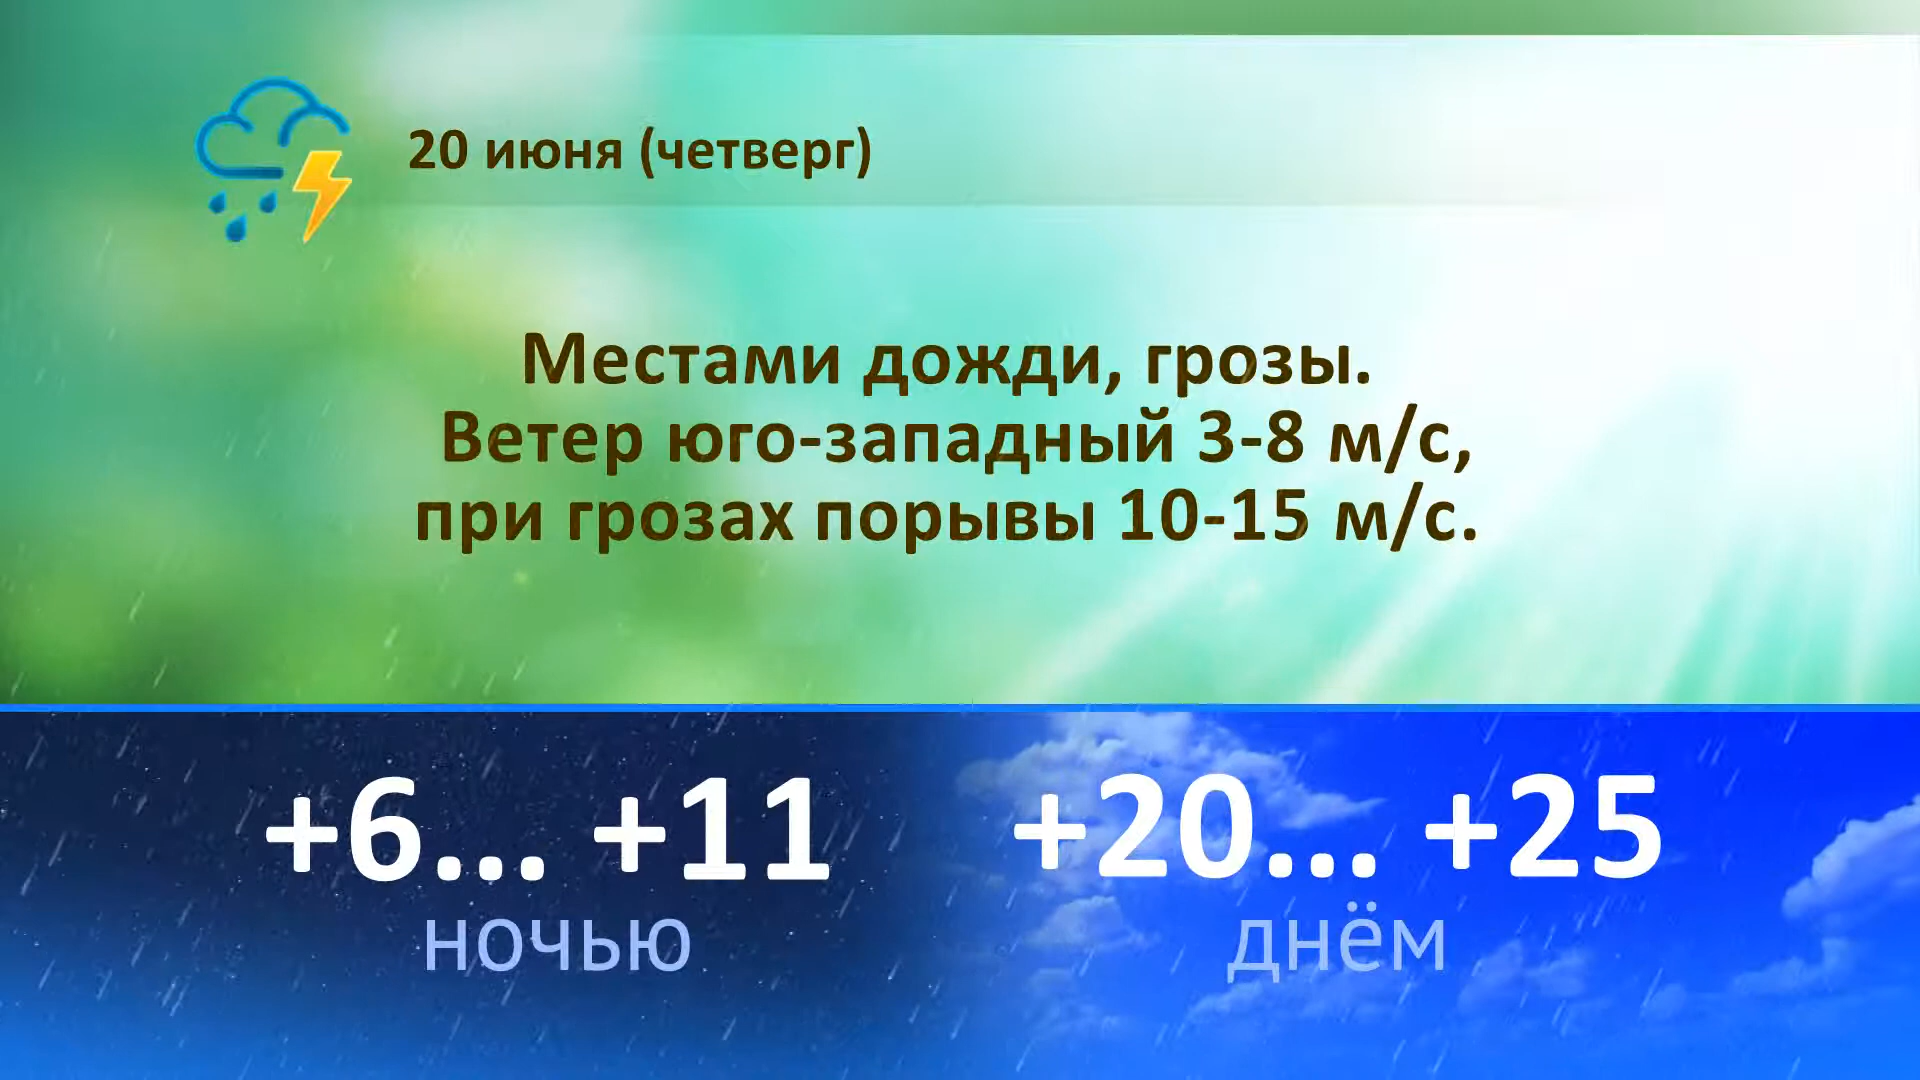 20 июня (четверг)
Местами дожди, грозы.
Ветер юго-западный 3-8 м/с,
при грозах порывы 10-15 м/с.
+6... +11
ночью
+20... +25
днём